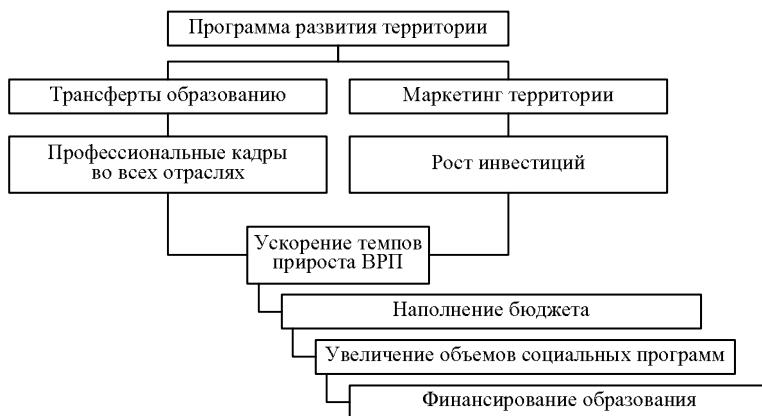 Программа развития территории
Трансферты образованию
Маркетинг территории
Профессиональные кадры
во всех отраслях
Рост инвестиций
Ускорение темпов
прироста ВРП
Наполнение бюджета
Увеличение объемов социальных программ
Финансирование образования